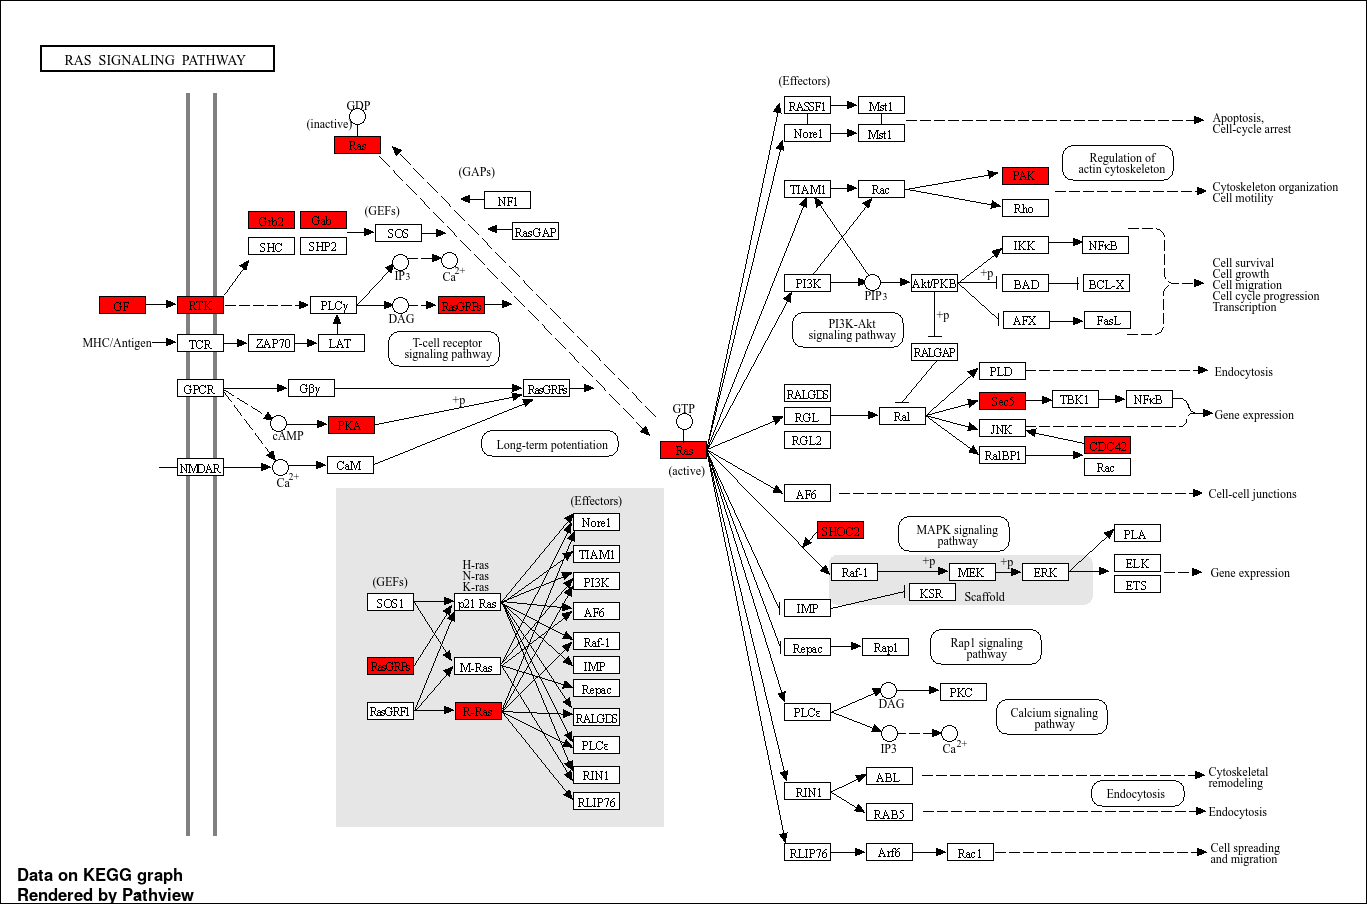 RAS SIGNALING PATHWAY
GDP
(inactive)
Ras
(GAPs)
NF1
RasGAP
(GEFs)
Grb2
Gab
SHC
SHP2
SOS
IP3
Ca2+
GF
RTK
PLCγ
DAG
RasGRPs
MHC/Antigen
TCR
ZAP70
LAT
T-cell receptor
signaling pathway
GPCR
Gβγ
RasGRFs
+p
cAMP
PKA
Long-term potentiation
NMDAR
Ca2+
CaM
GTP
Ras
(active)
(Effectors)
Nore1
TIAM1
PI3K
AF6
Raf-1
IMP
Repac
RALGDS
PLCε
RIN1
RLIP76
H-ras
N-ras
K-ras
(GEFs)
SOS1
p21 Ras
RasGRPs
M-Ras
RasGRF1
R-Ras
(Effectors)
RASSF1
Mst1
Nore1
Mst1
Apoptosis,
Cell-cycle arrest
Regulation of
actin cytoskeleton
TIAM1
Rac
PAK
Rho
Cytoskeleton organization
Cell motility
PI3K
PIP3
Akt/PKB
+p
IKK
NFκB
BAD
BCL-X
AFX
FasL
Cell survival
Cell growth
Cell migration
Cell cycle progression
Transcription
PI3K-Akt
signaling pathway
+p
RALGAP
RALGDS
RGL
RGL2
Ral
PLD
Endocytosis
Sec5
TBK1
NFκB
JNK
Gene expression
RalBP1
CDC42
Rac
AF6
Cell-cell junctions
SHOC2
MAPK signaling
pathway
Raf-1
+p
MEK
+p
ERK
KSR
Scaffold
PLA
ELK
ETS
Gene expression
IMP
Repac
Rap1
Rap1 signaling
pathway
PLCε
DAG
PKC
IP3
Ca2+
Calcium signaling
pathway
RIN1
ABL
Cytoskeletal
remodeling
RAB5
Endocytosis
Endocytosis
RLIP76
Arf6
Rac1
Cell spreading
and migration
Data on KEGG graph
Rendered by Pathview